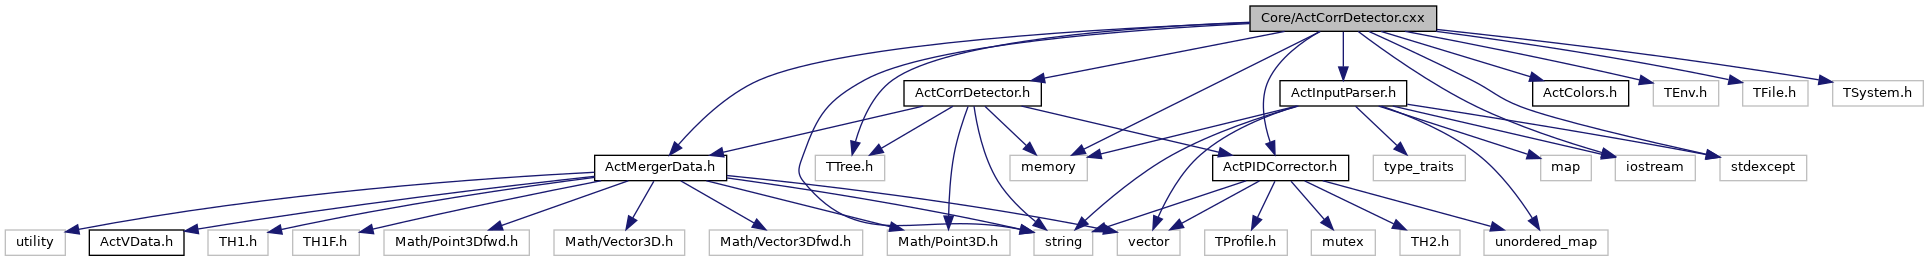 Core/ActCorrDetector.cxx
ActCorrDetector.h
ActInputParser.h
ActColors.h
TEnv.h
TFile.h
TSystem.h
ActMergerData.h
TTree.h
memory
ActPIDCorrector.h
type_traits
map
iostream
stdexcept
utility
ActVData.h
TH1.h
TH1F.h
Math/Point3Dfwd.h
Math/Vector3D.h
Math/Vector3Dfwd.h
Math/Point3D.h
string
vector
TProfile.h
mutex
TH2.h
unordered_map